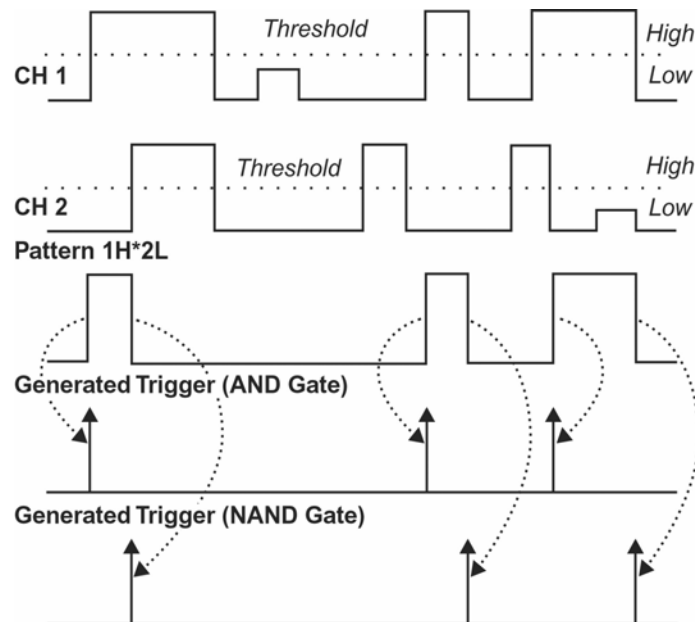 Threshold
High
CH 1
Low
Threshold
High
CH 2
Low
Pattern 1H*2L
Generated Trigger (AND Gate)
Generated Trigger (NAND Gate)